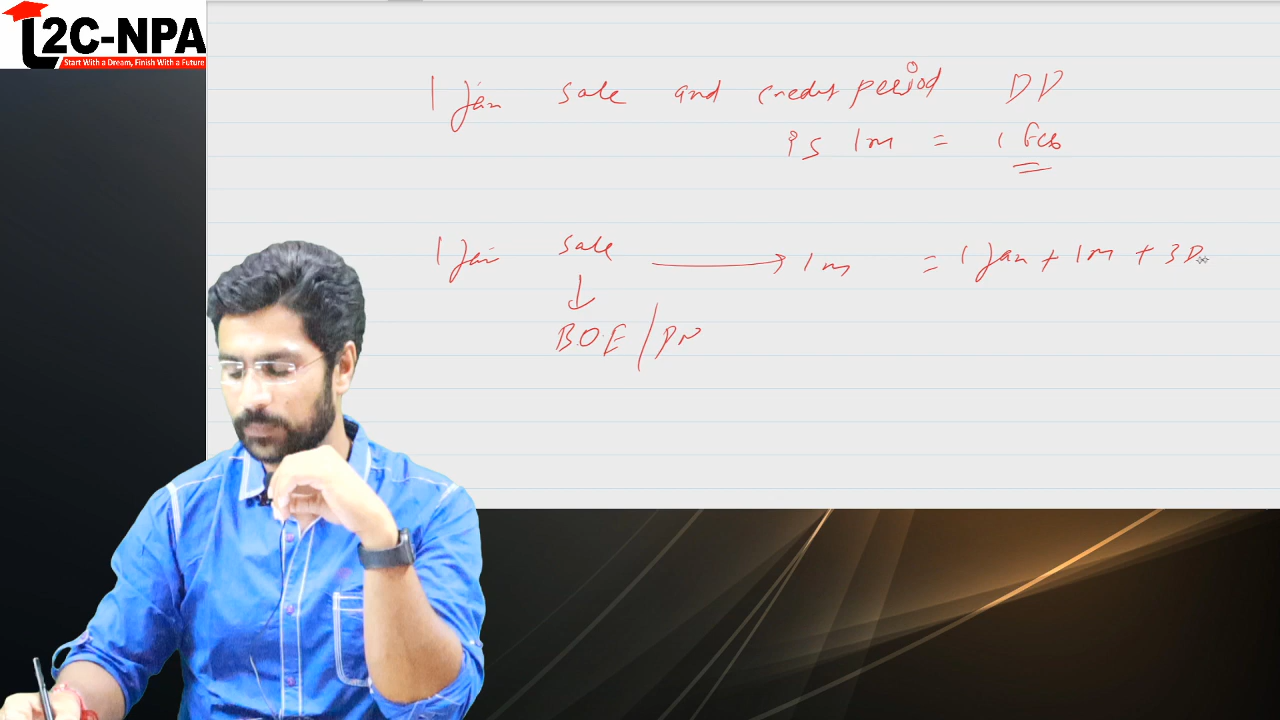 L2C-NPA
Start With a Dream, Finish With a Future
1 Jan sale and credit period DD
is 1m = 1 Feb
1 Jan sale → 1m = 1 Jan + 1m + 3D
↓
BOE / PN